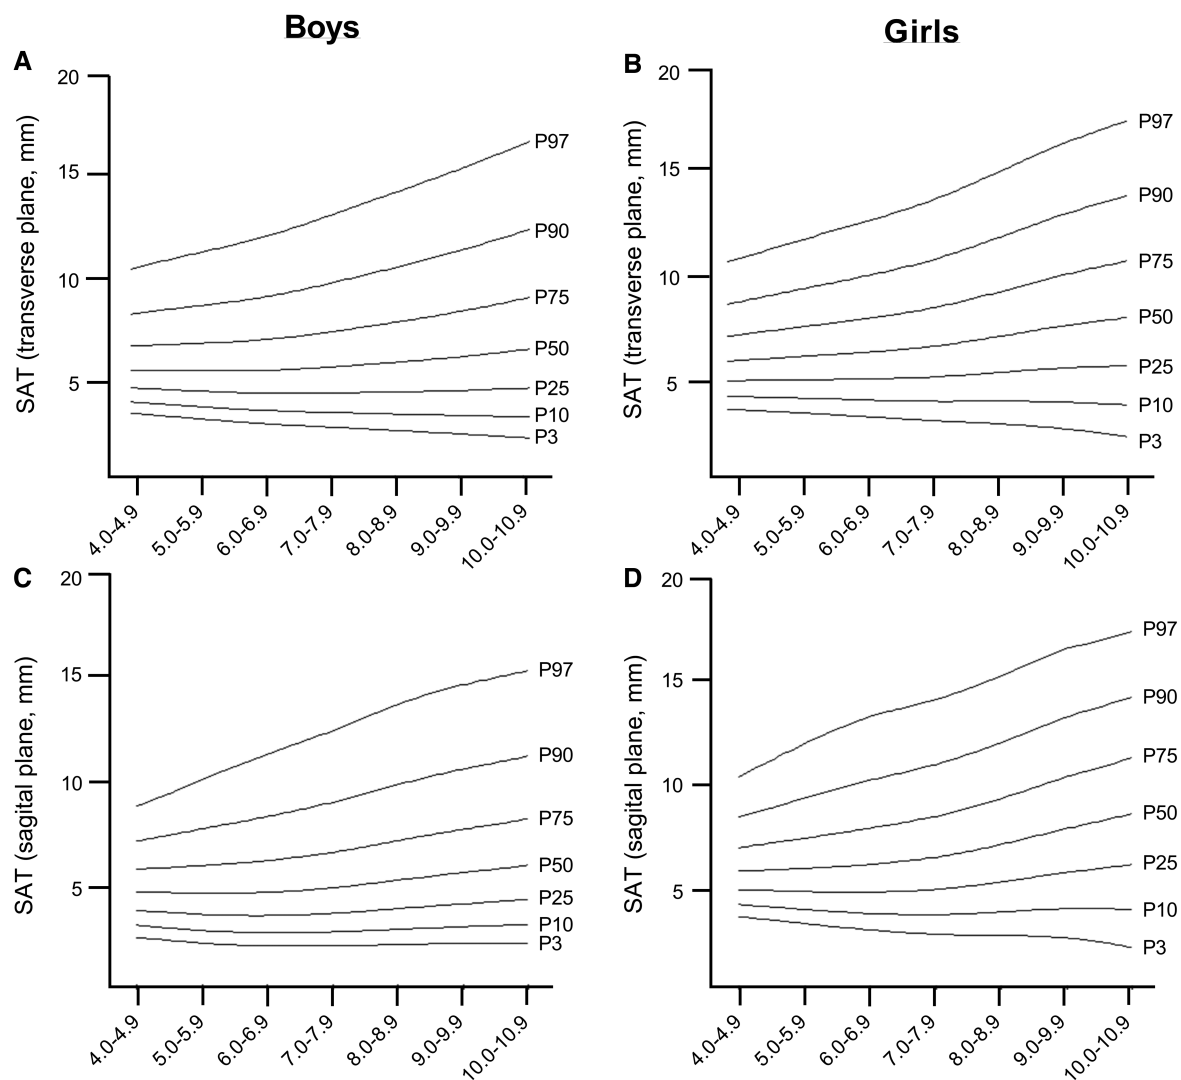 Boys
Girls
A
SAT (transverse plane, mm)
20
15
10
5
P97
P90
P75
P50
P25
P10
P3
4.0-4.9
5.0-5.9
6.0-6.9
7.0-7.9
8.0-8.9
9.0-9.9
10.0-10.9
B
SAT (transverse plane, mm)
20
15
10
5
P97
P90
P75
P50
P25
P10
P3
4.0-4.9
5.0-5.9
6.0-6.9
7.0-7.9
8.0-8.9
9.0-9.9
10.0-10.9
C
SAT (sagital plane, mm)
20
15
10
5
P97
P90
P75
P50
P25
P10
P3
4.0-4.9
5.0-5.9
6.0-6.9
7.0-7.9
8.0-8.9
9.0-9.9
10.0-10.9
D
SAT (sagital plane, mm)
20
15
10
5
P97
P90
P75
P50
P25
P10
P3
4.0-4.9
5.0-5.9
6.0-6.9
7.0-7.9
8.0-8.9
9.0-9.9
10.0-10.9